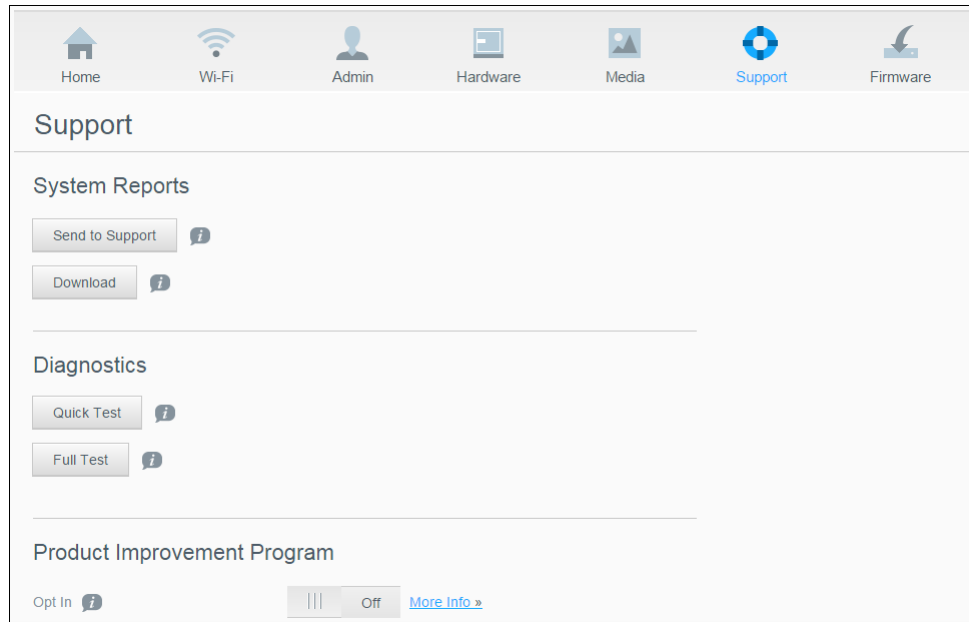 Home Wi-Fi Admin Hardware Media Support Firmware
Support
System Reports
Send to Support
Download
Diagnostics
Quick Test
Full Test
Product Improvement Program
Opt In Off More Info »